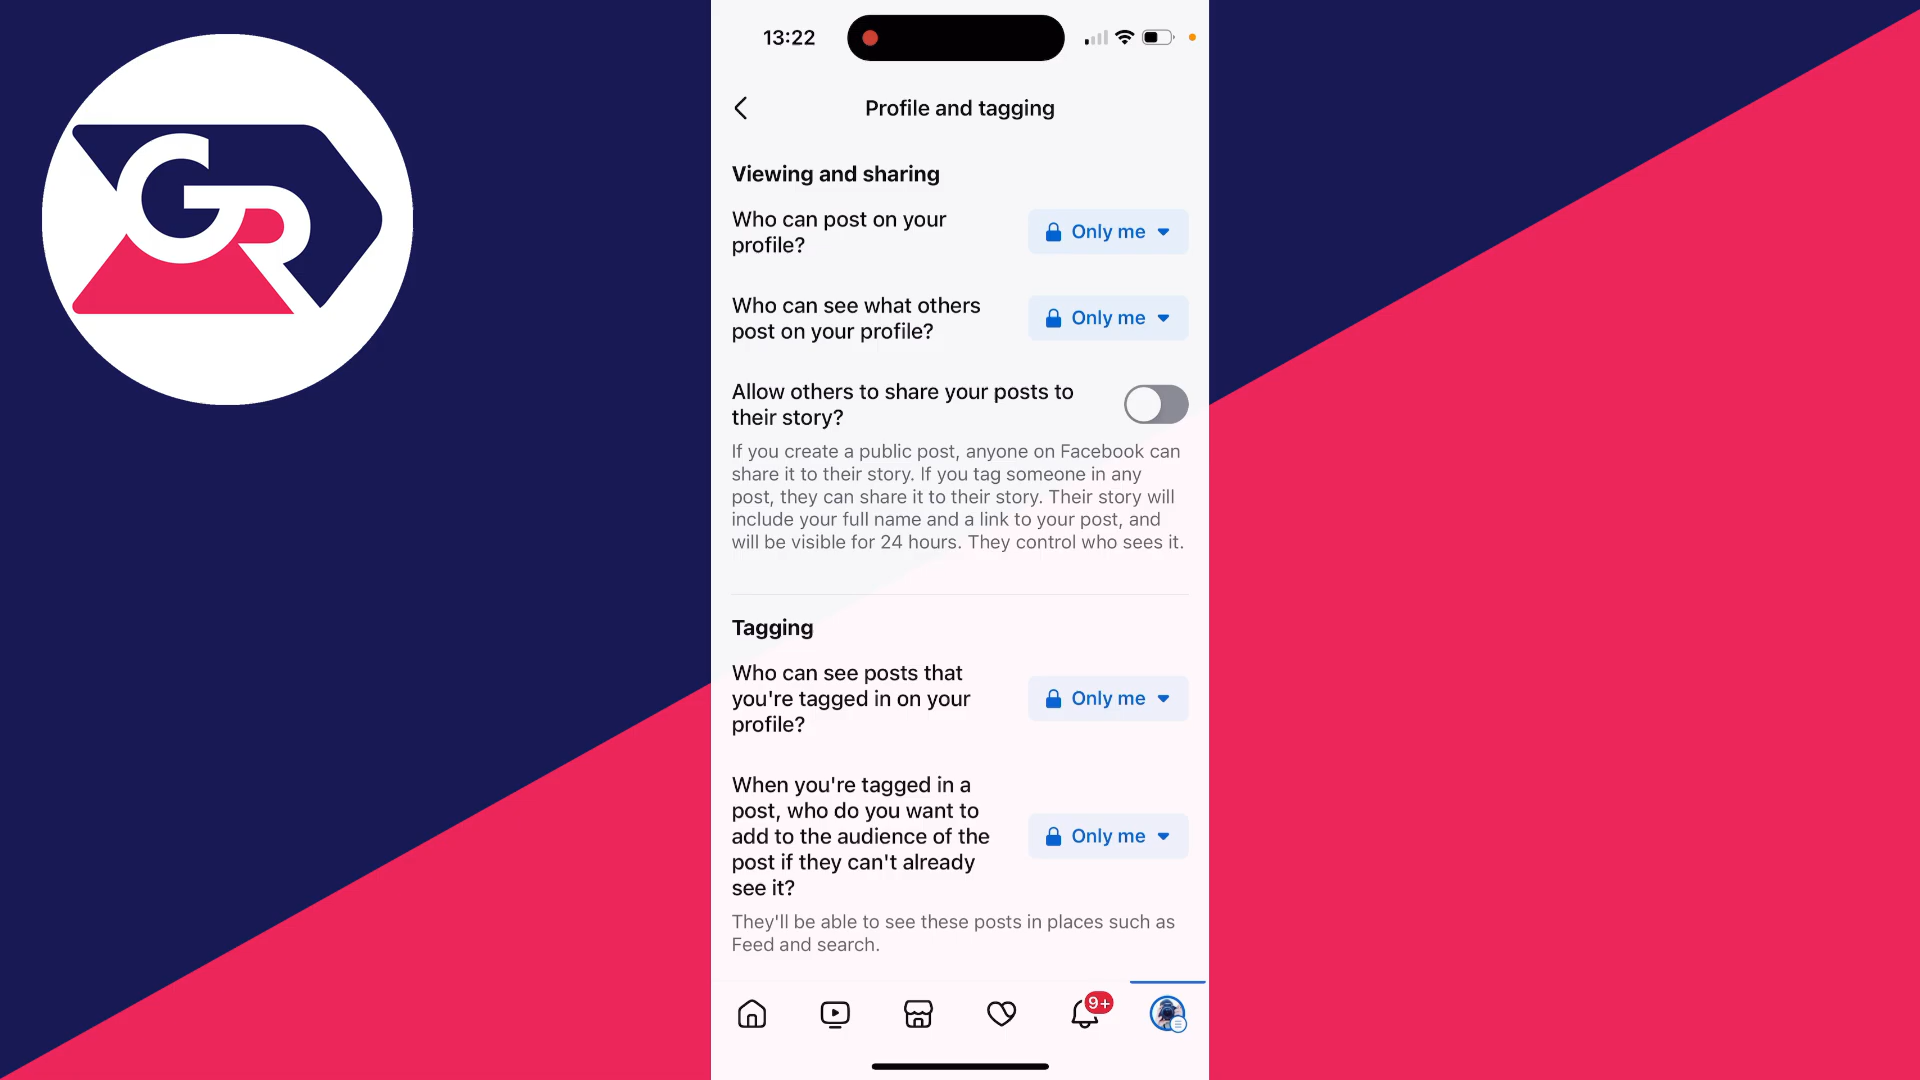 GR
13:22
Profile and tagging
Viewing and sharing
Who can post on your
profile?
Only me
Who can see what others
post on your profile?
Only me
Allow others to share your posts to
their story?
If you create a public post, anyone on Facebook can
share it to their story. If you tag someone in any
post, they can share it to their story. Their story will
include your full name and a link to your post, and
will be visible for 24 hours. They control who sees it.
Tagging
Who can see posts that
you're tagged in on your
profile?
Only me
When you're tagged in a
post, who do you want to
add to the audience of the
post if they can't already
see it?
Only me
They'll be able to see these posts in places such as
Feed and search.
9+